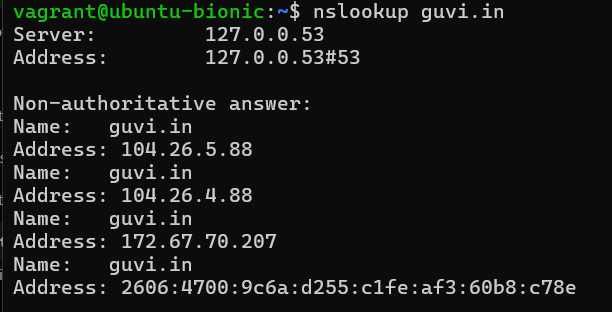 vagrant@ubuntu-bionic:~$ nslookup guvi.in
Server:         127.0.0.53
Address:        127.0.0.53#53
Non-authoritative answer:
Name:   guvi.in
Address: 104.26.5.88
Name:   guvi.in
Address: 104.26.4.88
Name:   guvi.in
Address: 172.67.70.207
Name:   guvi.in
Address: 2606:4700:9c6a:d255:c1fe:af3:60b8:c78e